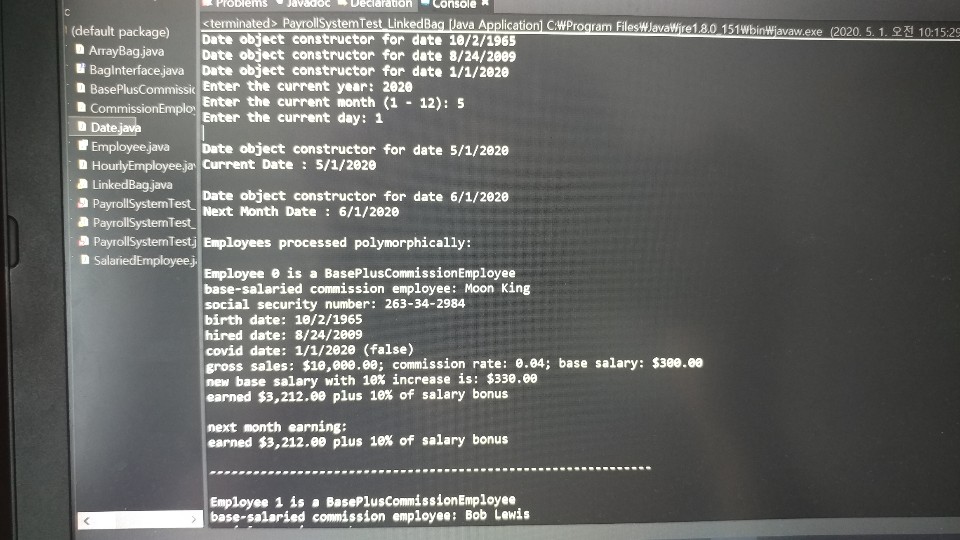 Problems Javadoc Declaration Console
<terminated> PayrollSystemTest_LinkedBag [Java Application] C:₩Program Files₩Java₩jre1.8.0_151₩bin₩javaw.exe (2020. 5. 1. 오전 10:15:29
(default package)
ArrayBag.java
BagInterface.java
BasePlusCommissic
CommissionEmploy
Date.java
Employee.java
HourlyEmployee.jav
LinkedBag.java
PayrollSystemTest_
PayrollSystemTest_
PayrollSystemTest.j
SalariedEmployee.j
Date object constructor for date 10/2/1965
Date object constructor for date 8/24/2009
Date object constructor for date 1/1/2020
Enter the current year: 2020
Enter the current month (1 - 12): 5
Enter the current day: 1
Date object constructor for date 5/1/2020
Current Date : 5/1/2020
Date object constructor for date 6/1/2020
Next Month Date : 6/1/2020
Employees processed polymorphically:
Employee 0 is a BasePlusCommissionEmployee
base-salaried commission employee: Moon King
social security number: 263-34-2984
birth date: 10/2/1965
hired date: 8/24/2009
covid date: 1/1/2020 (false)
gross sales: $10,000.00; commission rate: 0.04; base salary: $300.00
new base salary with 10% increase is: $330.00
earned $3,212.00 plus 10% of salary bonus
next month earning:
earned $3,212.00 plus 10% of salary bonus
------------------------------------------------------------
Employee 1 is a BasePlusCommissionEmployee
base-salaried commission employee: Bob Lewis